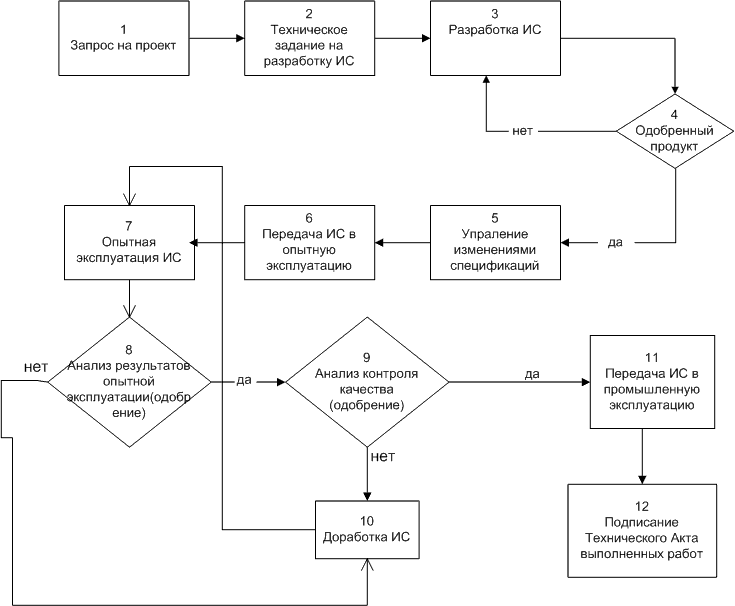 1
Запрос на проект
2
Техническое
задание на
разработку ИС
3
Разработка ИС
4
Одобренный
продукт
нет
да
5
Упраление
изменениями
спецификаций
6
Передача ИС в
опытную
эксплуатацию
7
Опытная
эксплуатация ИС
8
Анализ результатов
опытной
эксплуатации(одобр
ение)
нет
да
9
Анализ контроля
качества
(одобрение)
да
нет
10
Доработка ИС
11
Передача ИС в
промышленную
эксплуатацию
12
Подписание
Технического Акта
выполненных работ